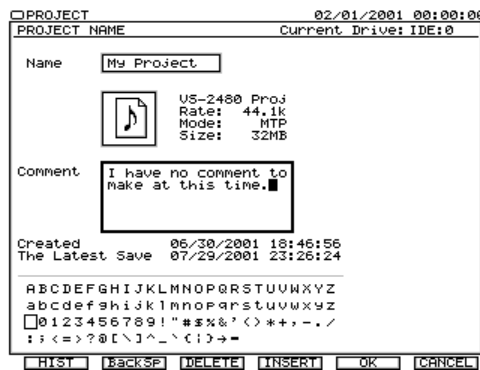 PROJECT 02/01/2001 00:00:00
PROJECT NAME Current Drive: IDE:0
Name My Project
VS-2480 Proj
Rate: 44.1k
Mode: MTP
Size: 32MB
Comment I have no comment to
make at this time.
Created 06/30/2001 18:46:56
The Latest Save 07/29/2001 23:26:24
ABCDEFGHIJKLMNOPQRSTUVWXYZ
abcdefghijklmnopqrstuvwxyz
0123456789!"#$%&'()*+,-./
:;<=>?@[\]^_`{|}→←
HIST BackSP DELETE INSERT OK CANCEL